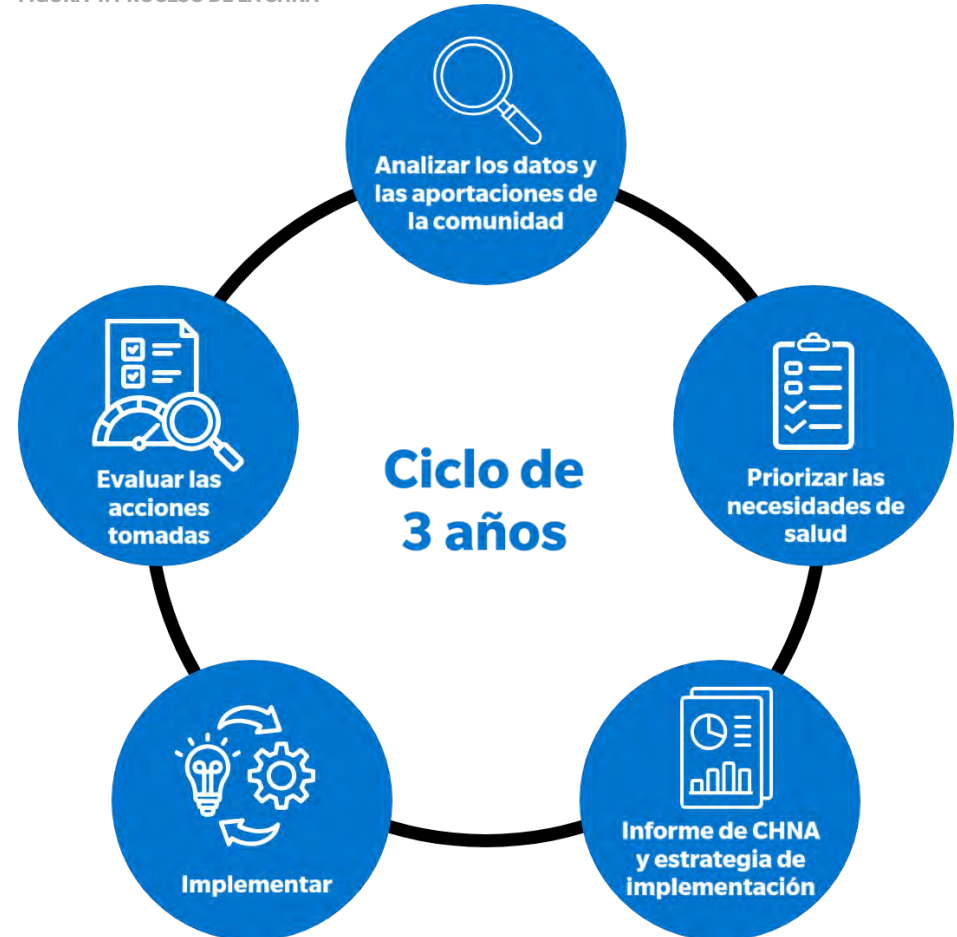 Analizar los datos y
las aportaciones de
la comunidad
Priorizar las
necesidades de
salud
Informe de CHNA
y estrategia de
implementación
Implementar
Evaluar las
acciones
tomadas
Ciclo de
3 años